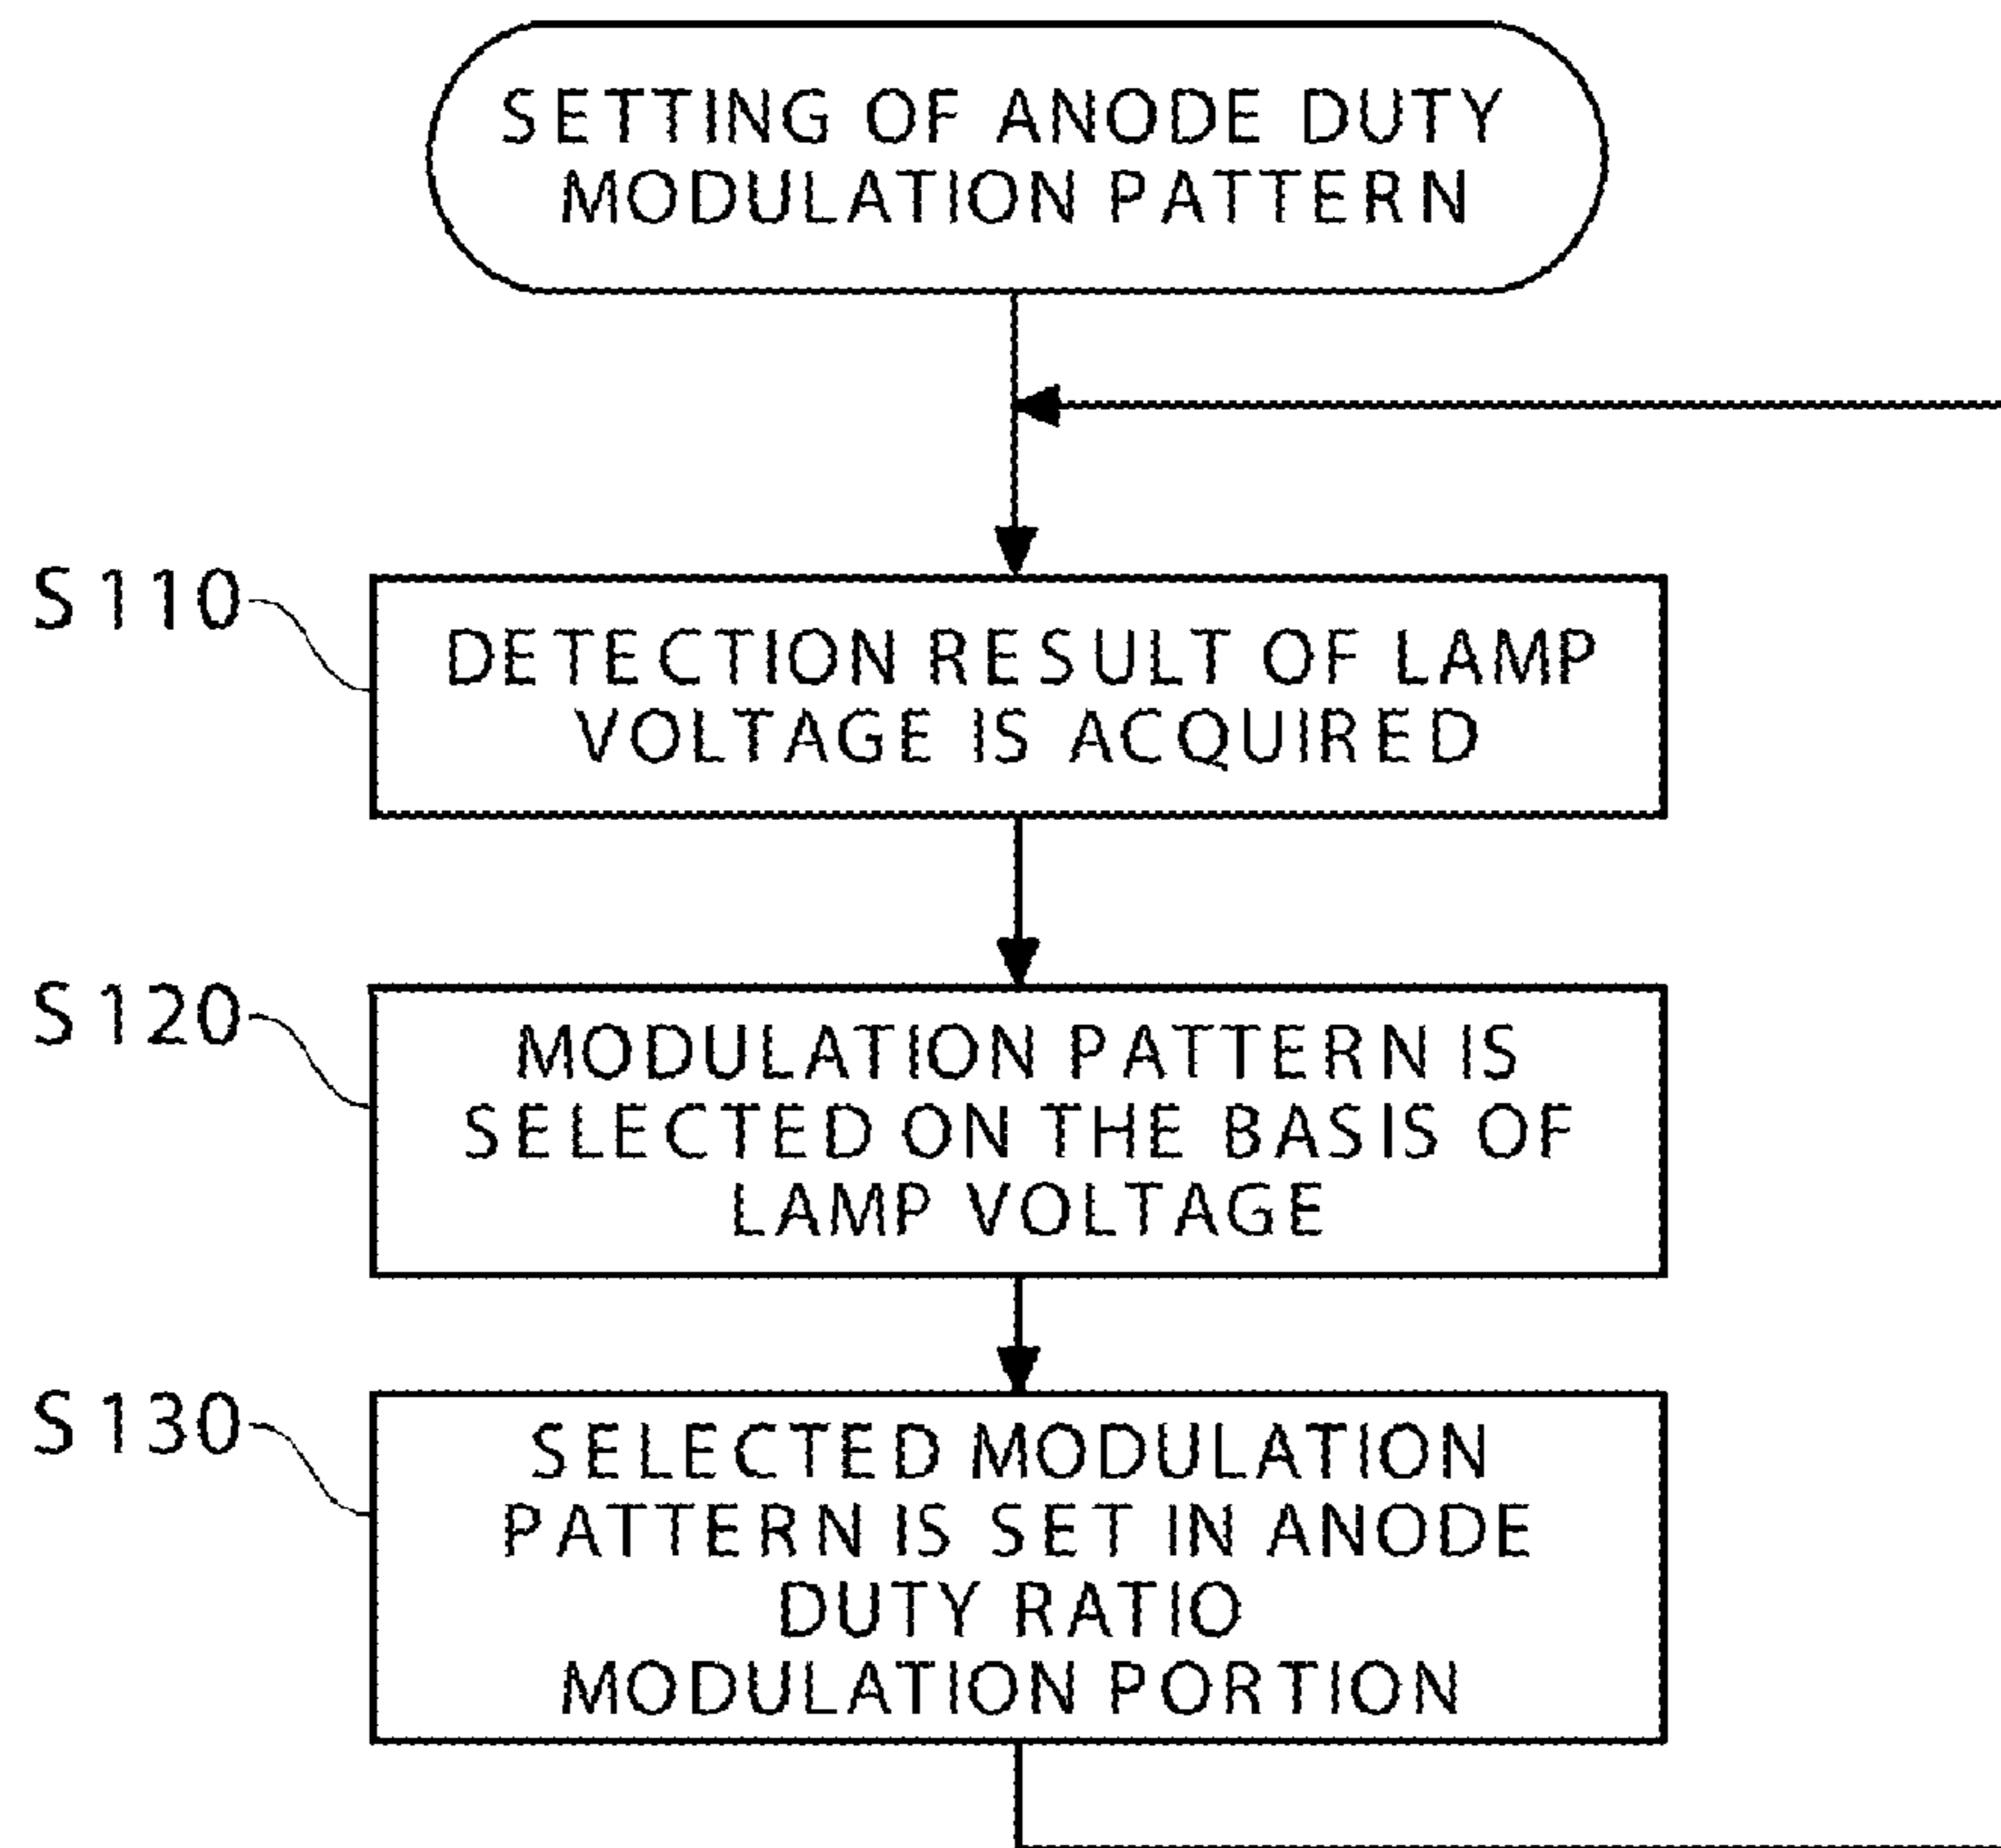 SETTING OF ANODE DUTY
MODULATION PATTERN
S110
DETECTION RESULT OF LAMP
VOLTAGE IS ACQUIRED
S120
MODULATION PATTERN IS
SELECTED ON THE BASIS OF
LAMP VOLTAGE
S130
SELECTED MODULATION
PATTERN IS SET IN ANODE
DUTY RATIO
MODULATION PORTION